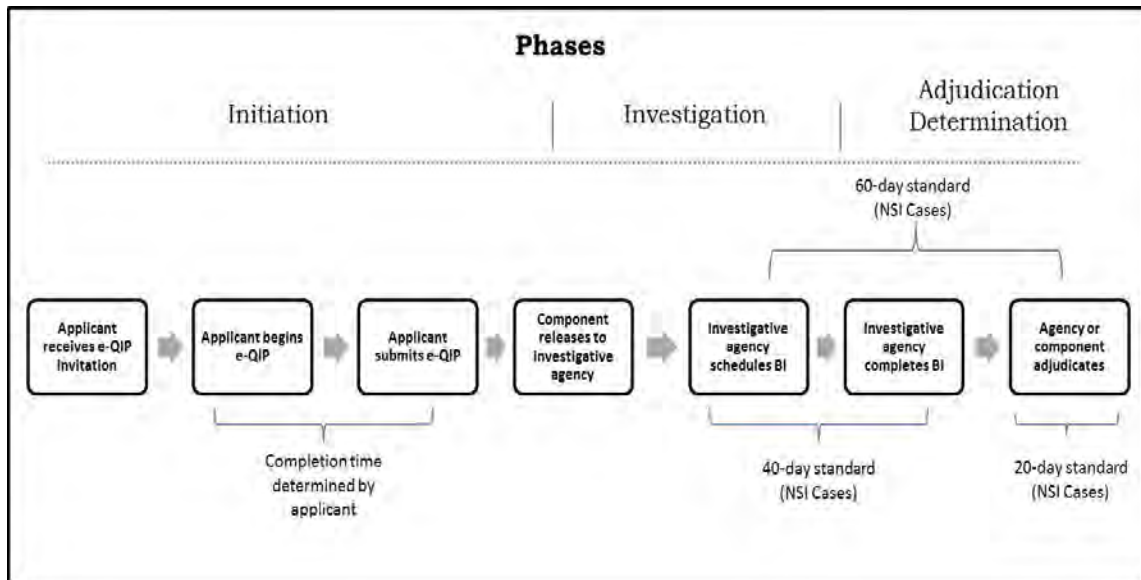 Phases
Initiation
Investigation
Adjudication
Determination
60-day standard
(NSI Cases)
Applicant
receives e-QIP
Invitation
Applicant begins
e-QIP
Applicant
submits e-QIP
Component
releases to
investigative
agency
Investigative
agency
schedules BI
Investigative
agency
completes BI
Agency or
component
adjudicates
Completion time
determined by
applicant
40-day standard
(NSI Cases)
20-day standard
(NSI Cases)